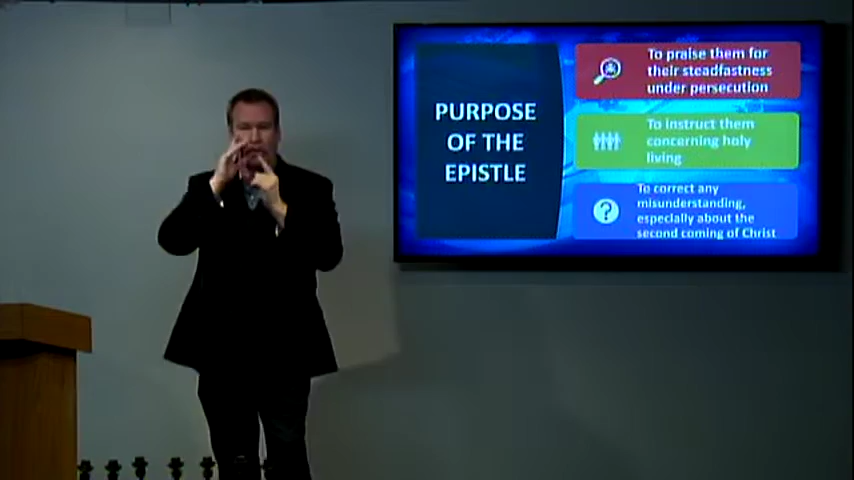 PURPOSE
OF THE
EPISTLE
To praise them for
their steadfastness
under persecution
To instruct them
concerning holy
living
To correct any
misunderstanding,
especially about the
second coming of Christ